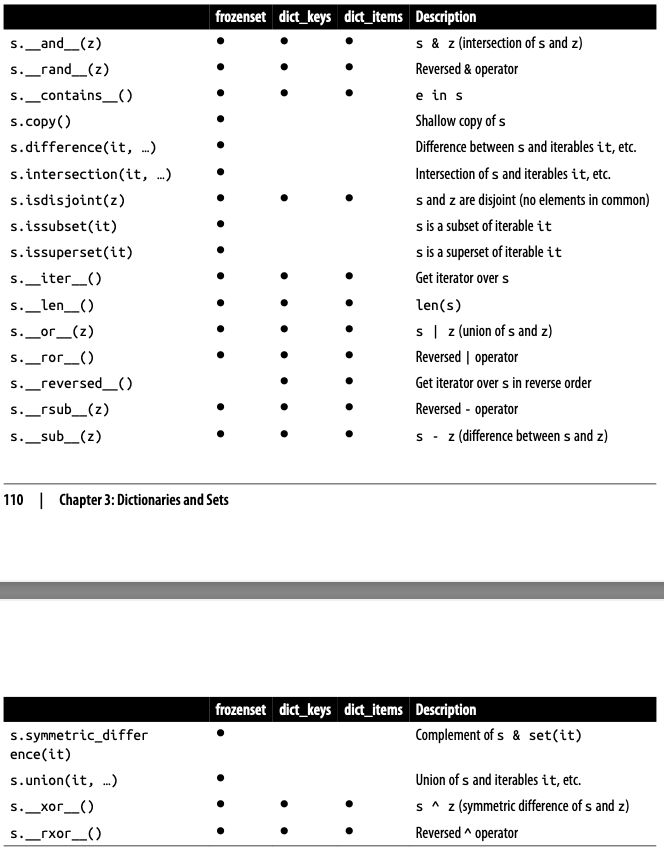 frozenset dict_keys dict_items Description
s.__and__(z) ● ● ● s & z (intersection of s and z)
s.__rand__(z) ● ● ● Reversed & operator
s.__contains__() ● ● ● e in s
s.copy() ● Shallow copy of s
s.difference(it, …) ● Difference between s and iterables it, etc.
s.intersection(it, …) ● Intersection of s and iterables it, etc.
s.isdisjoint(z) ● ● ● s and z are disjoint (no elements in common)
s.issubset(it) ● s is a subset of iterable it
s.issuperset(it) ● s is a superset of iterable it
s.__iter__() ● ● ● Get iterator over s
s.__len__() ● ● ● len(s)
s.__or__(z) ● ● ● s | z (union of s and z)
s.__ror__() ● ● ● Reversed | operator
s.__reversed__() ● ● Get iterator over s in reverse order
s.__rsub__(z) ● ● ● Reversed - operator
s.__sub__(z) ● ● ● s - z (difference between s and z)
110 | Chapter 3: Dictionaries and Sets
frozenset dict_keys dict_items Description
s.symmetric_differ ● Complement of s & set(it)
ence(it)
s.union(it, …) ● Union of s and iterables it, etc.
s.__xor__() ● ● ● s ^ z (symmetric difference of s and z)
s.__rxor__() ● ● ● Reversed ^ operator